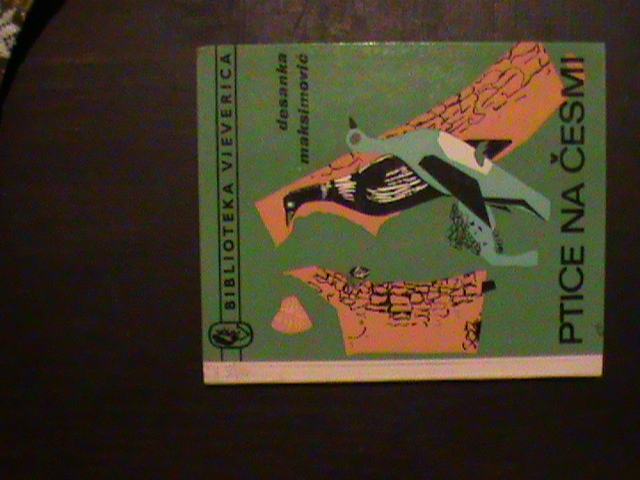 BIBLIOTEKA VJEVERICA
desanka
maksimović
PTICE NA ČESMI